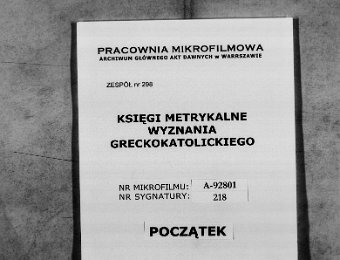 PRACOWNIA MIKROFILMOWA
ARCHIWUM GŁÓWNEGO AKT DAWNYCH w WARRSZAWIE
ZESPÓŁ nr 298
KSIĘGI METRYKALNE
WYZNANIA
GRECKOKATOLICKIEGO
NR MIKROFILMU: A-92801
NR SYGNATURY: 218
POCZĄTEK